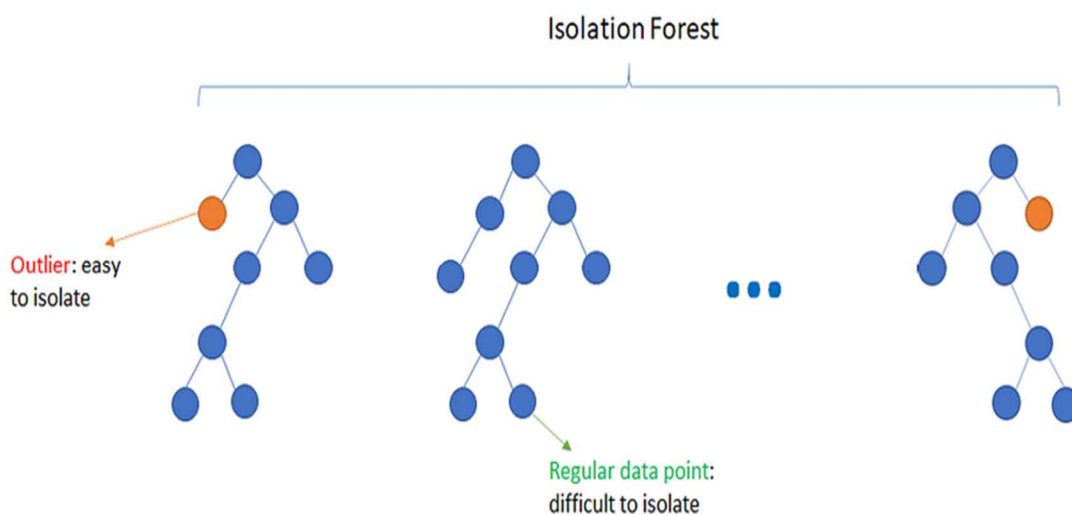 Isolation Forest
Outlier: easy
to isolate
Regular data point:
difficult to isolate